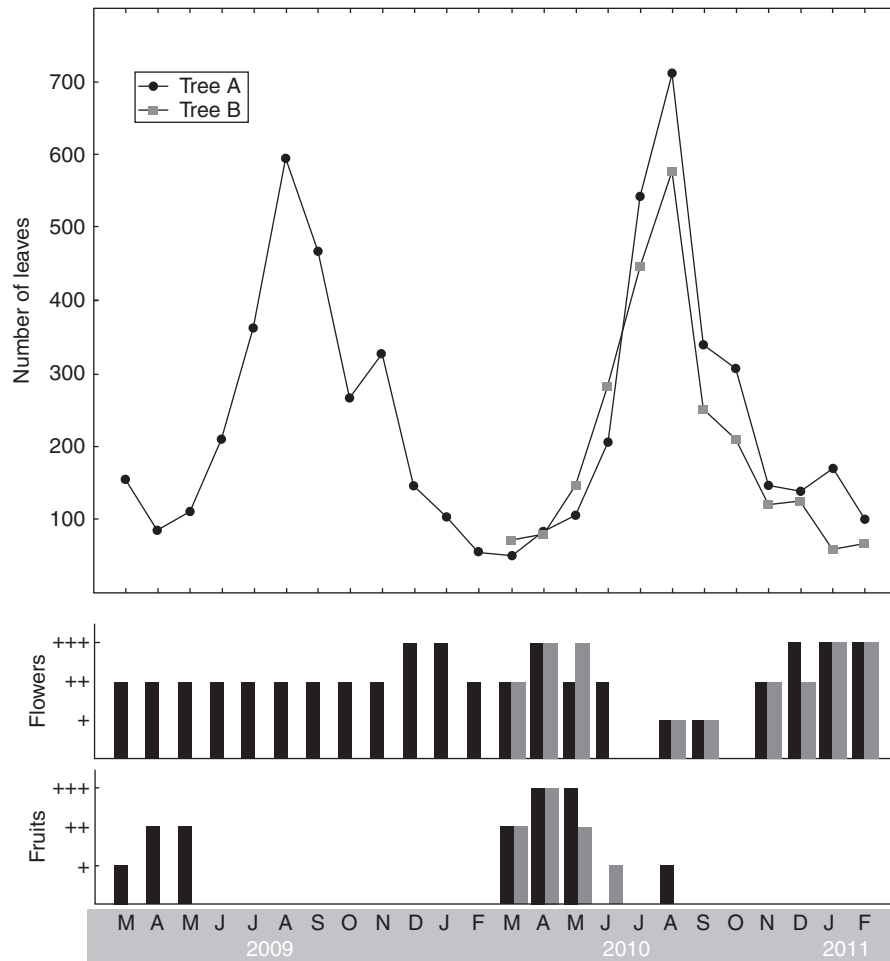 Tree A
Tree B
Number of leaves
700
600
500
400
300
200
100
Flowers
+++
++
+
Fruits
+++
++
+
M A M J J A S O N D J F M A M J J A S O N D J F
2009 2010 2011